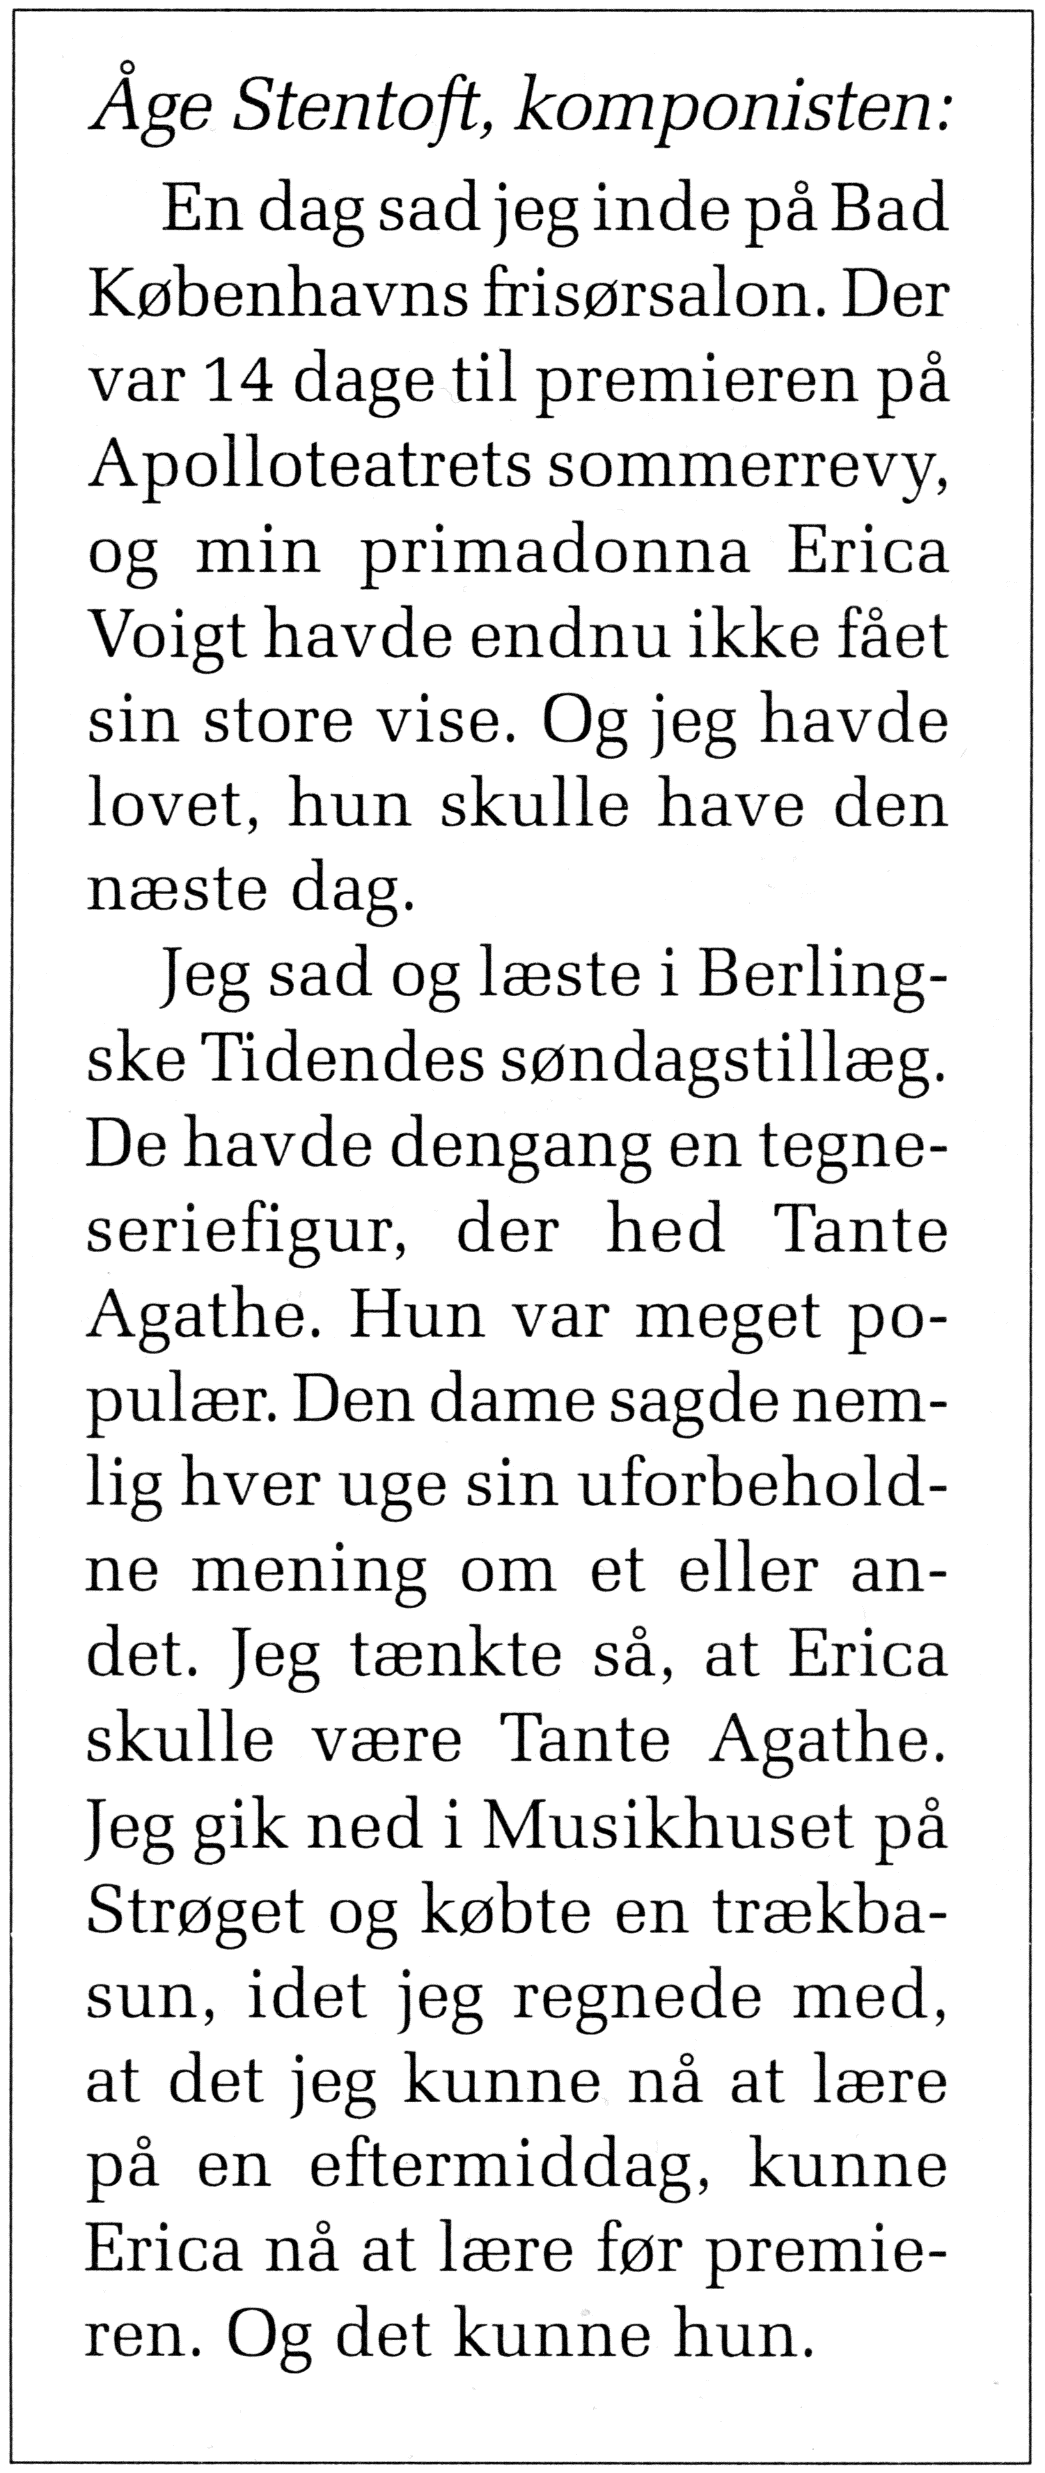 Åge Stentoft, komponisten:
En dag sad jeg inde på Bad
Københavns frisørsalon. Der
var 14 dage til premieren på
Apolloteatrets sommerrevy,
og min primadonna Erica
Voigt havde endnu ikke fået
sin store vise. Og jeg havde
lovet, hun skulle have den
næste dag.
Jeg sad og læste i Berling-
ske Tidendes søndagstillæg.
De havde dengang en tegne-
seriefigur, der hed Tante
Agathe. Hun var meget po-
pulær. Den dame sagde nem-
lig hver uge sin uforbehold-
ne mening om et eller an-
det. Jeg tænkte så, at Erica
skulle være Tante Agathe.
Jeg gik ned i Musikhuset på
Strøget og købte en trækba-
sun, idet jeg regnede med,
at det jeg kunne nå at lære
på en eftermiddag, kunne
Erica nå at lære før premie-
ren. Og det kunne hun.